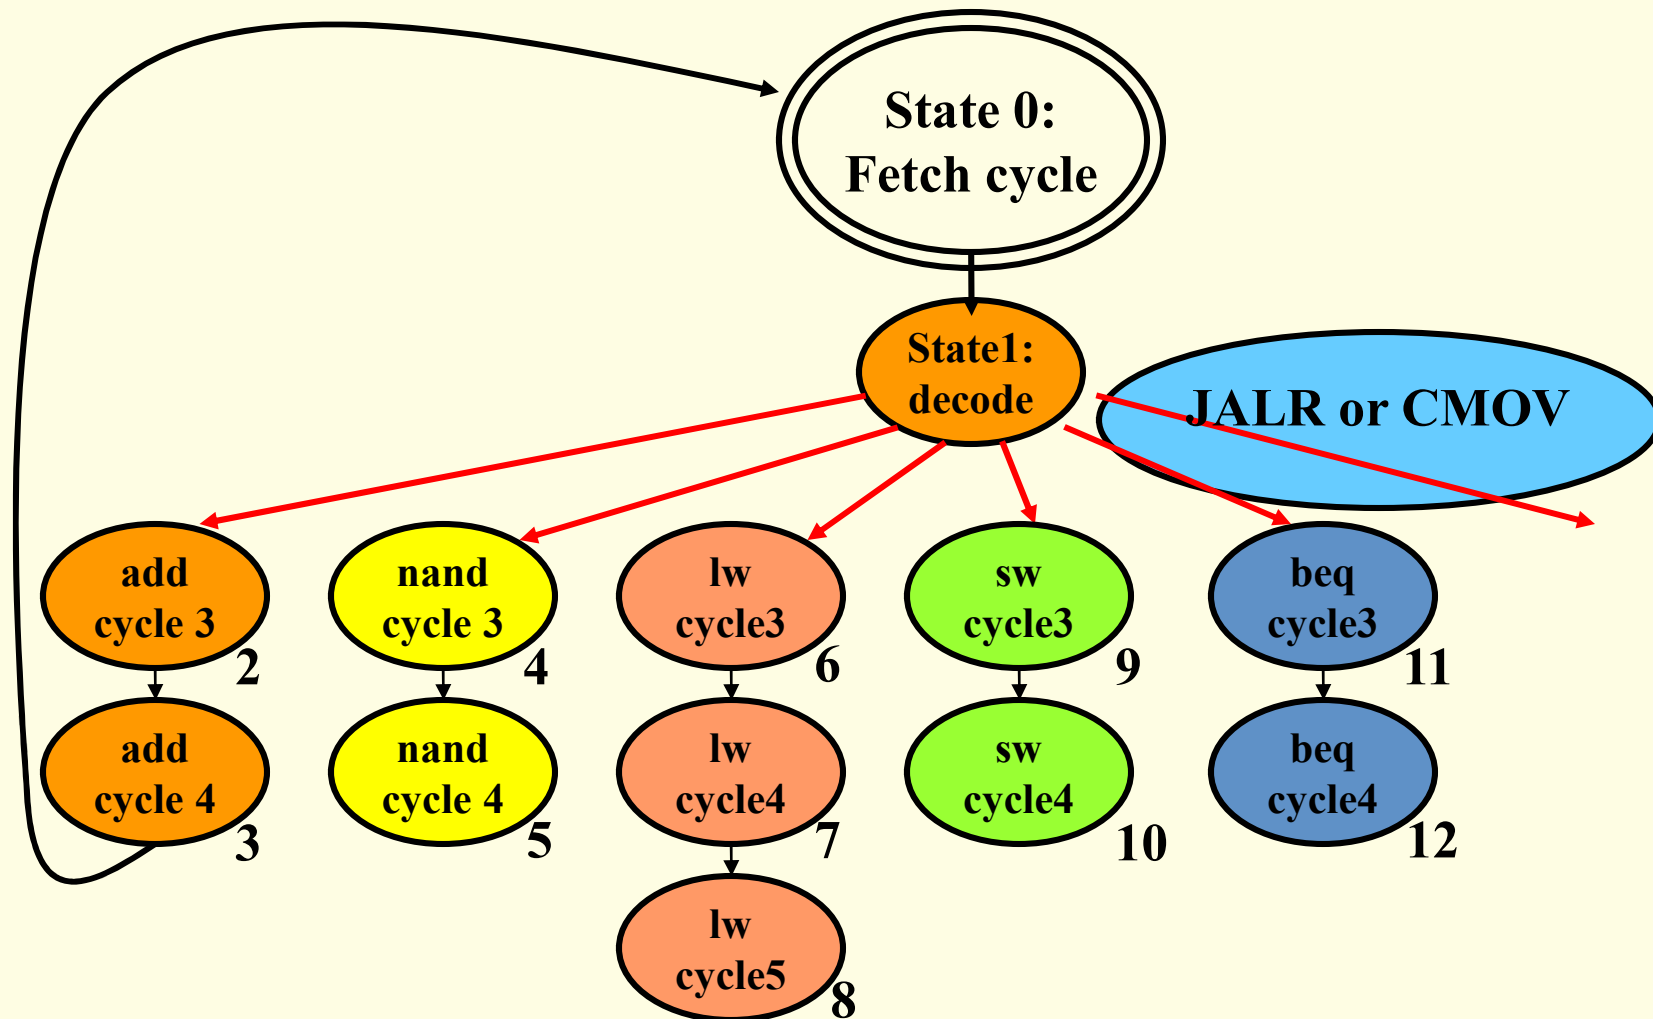 State 0:
Fetch cycle
State1:
decode
JALR or CMOV
add
cycle 3
2
nand
cycle 3
4
lw
cycle3
6
sw
cycle3
9
beq
cycle3
11
add
cycle 4
3
nand
cycle 4
5
lw
cycle4
7
sw
cycle4
10
beq
cycle4
12
lw
cycle5
8